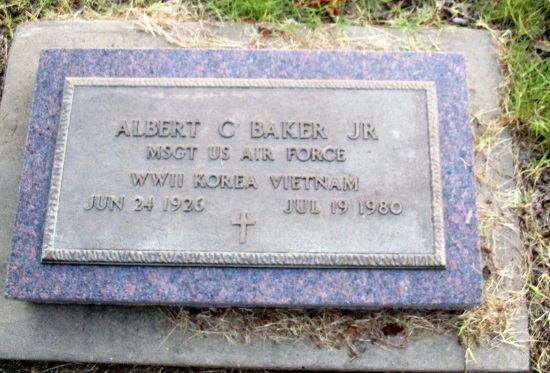 ALBERT C BAKER JR
MSGT US AIR FORCE
WWII KOREA VIETNAM
JUN 24 1926 JUL 19 1980